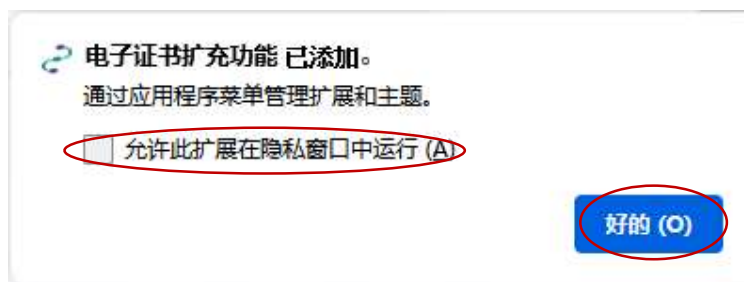 电子证书扩充功能 已添加。
通过应用程序菜单管理扩展和主题。
允许此扩展在隐私窗口中运行 (A)
好的 (O)